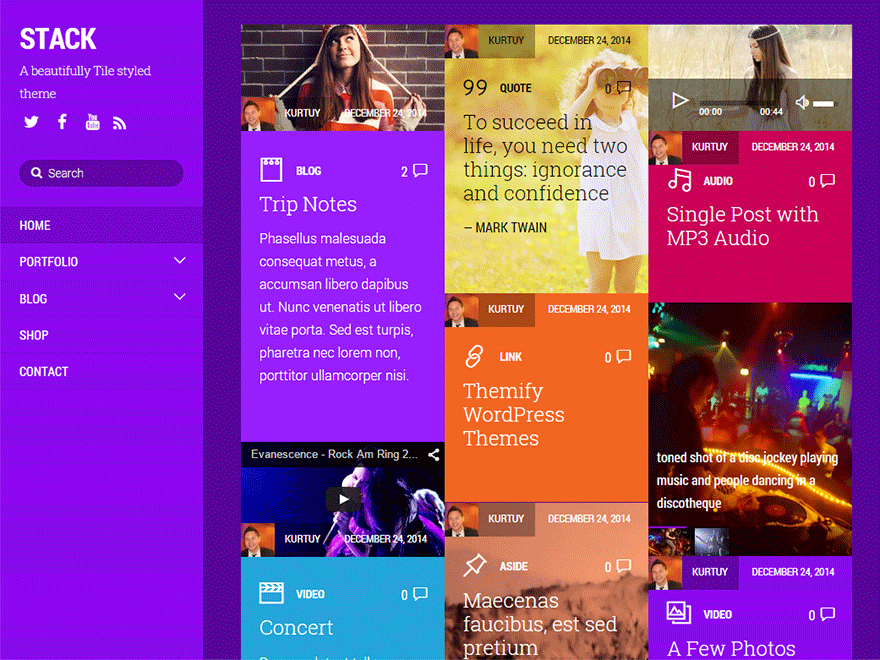 STACK
A beautifully Tile styled
theme
Search
HOME
PORTFOLIO
BLOG
SHOP
CONTACT
KURTUY DECEMBER 24, 2014
BLOG 2
Trip Notes
Phasellus malesuada
consequat metus, a
accumsan libero dapibus
ut. Nunc venenatis ut libero
vitae porta. Sed est turpis,
pharetra nec lorem non,
porttitor ullamcorper nisi.
Evanescence - Rock Am Ring 2...
KURTUY DECEMBER 24, 2014
VIDEO 0
Concert
KURTUY DECEMBER 24, 2014
QUOTE 0
To succeed in
life, you need two
things: ignorance
and confidence
– MARK TWAIN
KURTUY DECEMBER 24, 2014
LINK 0
Themify
WordPress
Themes
KURTUY DECEMBER 24, 2014
ASIDE 0
Maecenas
faucibus, est sed
pretium
00:00 00:44
KURTUY DECEMBER 24, 2014
AUDIO 0
Single Post with
MP3 Audio
toned shot of a disc jockey playing
music and people dancing in a
discotheque
KURTUY DECEMBER 24, 2014
VIDEO 0
A Few Photos